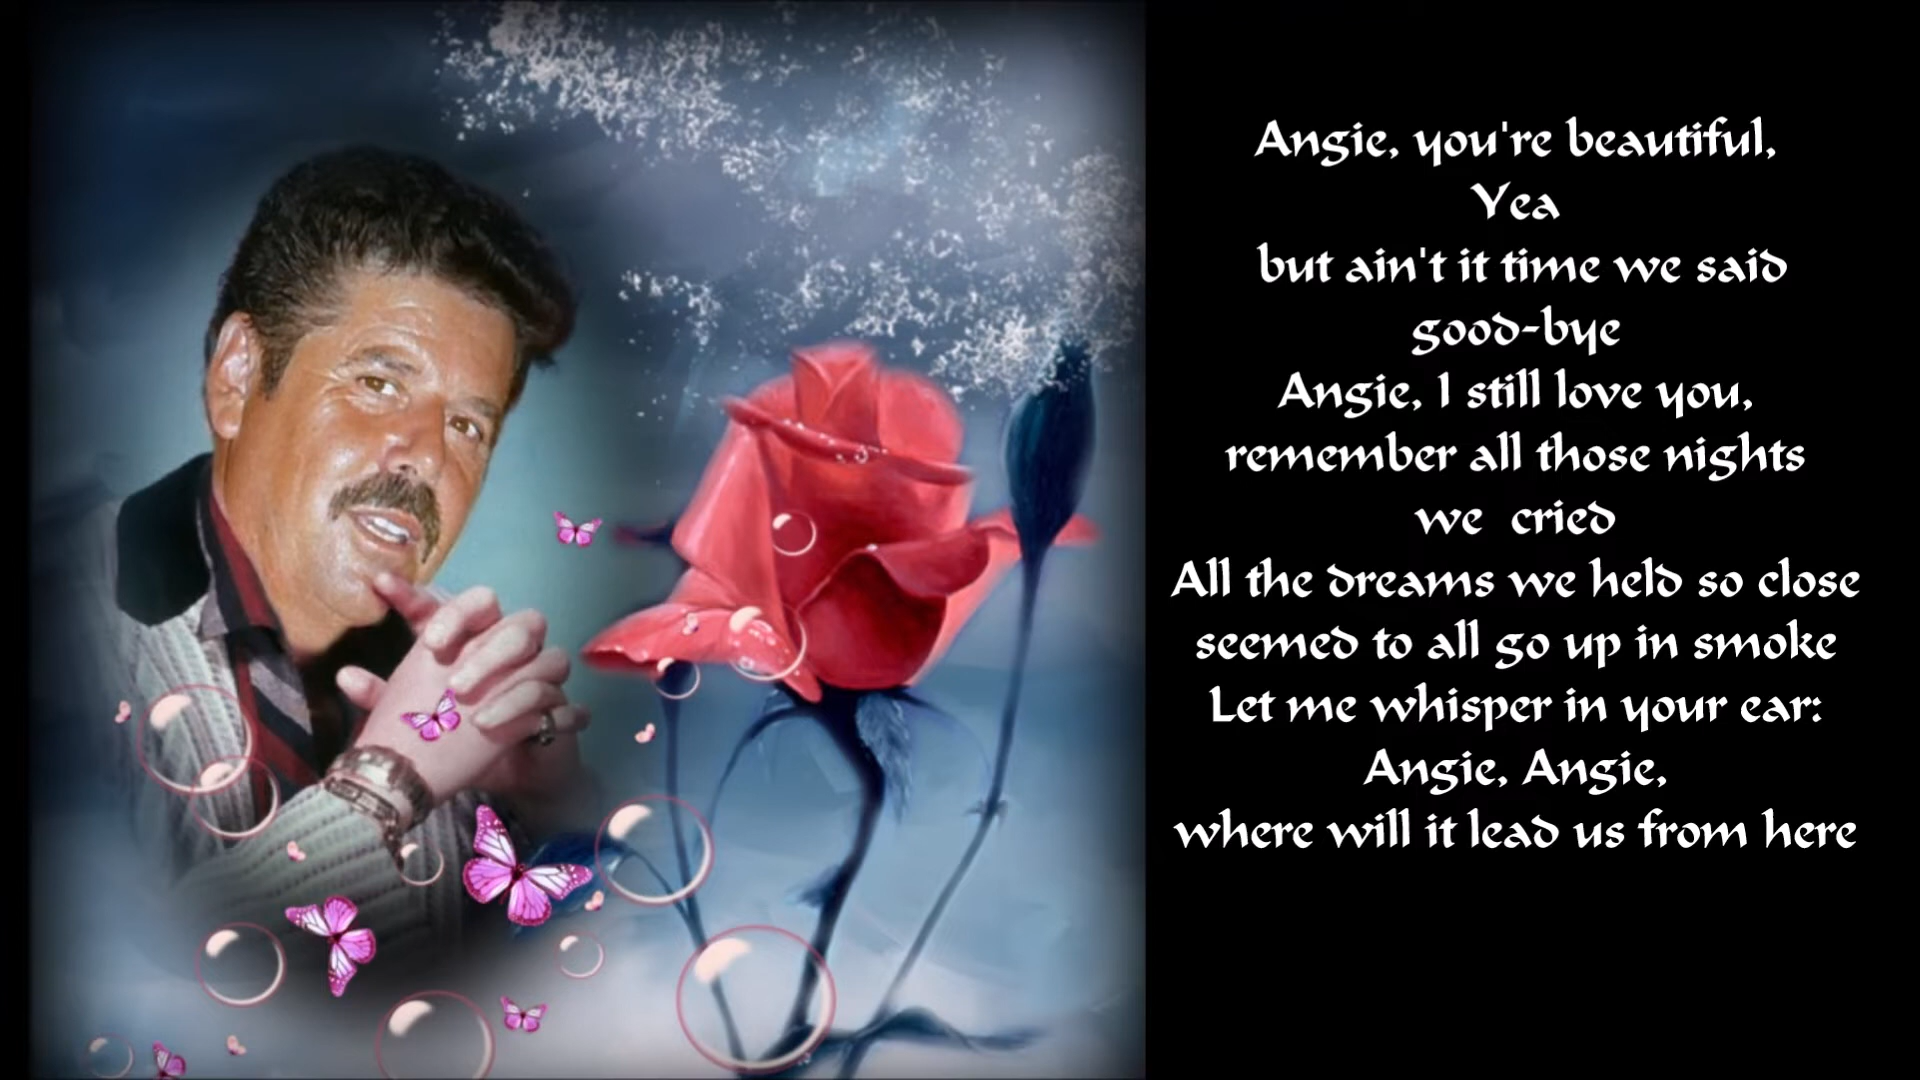 Angie, you're beautiful,
Yea
but ain't it time we said
good-bye
Angie, I still love you,
remember all those nights
we cried
All the dreams we held so close
seemed to all go up in smoke
Let me whisper in your ear:
Angie, Angie,
where will it lead us from here